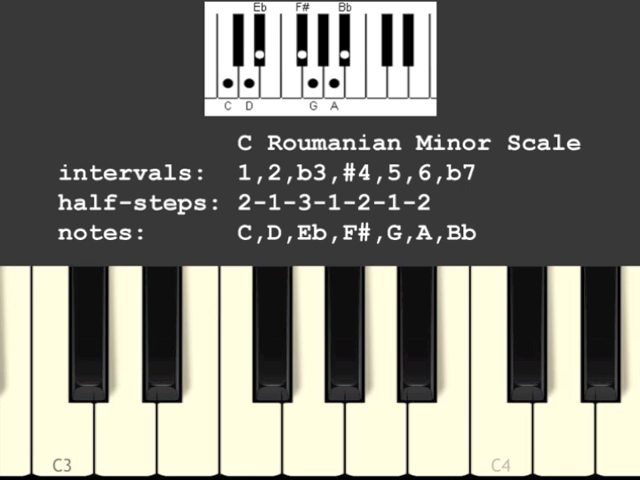 Eb F# Bb
C D G A
C Roumanian Minor Scale
intervals: 1,2,b3,#4,5,6,b7
half-steps: 2-1-3-1-2-1-2
notes: C,D,Eb,F#,G,A,Bb
C3 C4